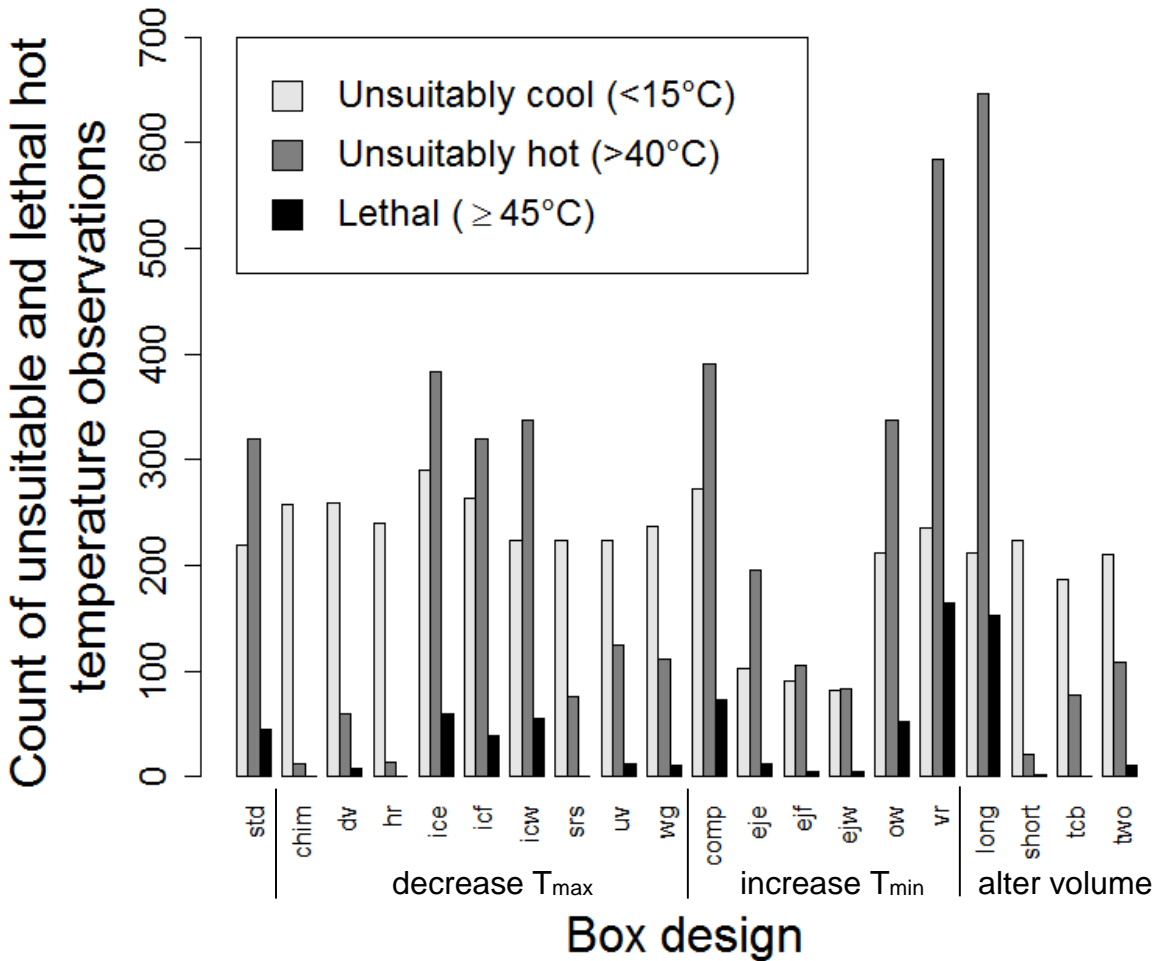 Count of unsuitable and lethal hot
temperature observations
700
600
500
400
300
200
100
0
Unsuitably cool (<15°C)
Unsuitably hot (>40°C)
Lethal (≥45°C)
std
chim
dv
hr
ice
icf
icw
srs
uv
wg
comp
eje
ejf
ejw
ow
vr
long
short
tcb
two
decrease Tmax
increase Tmin
alter volume
Box design